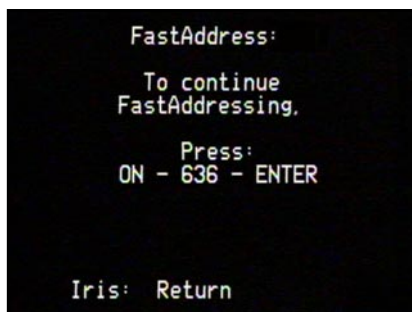 FastAddress:
To continue
FastAddressing,
Press:
ON - 636 - ENTER
Iris: Return